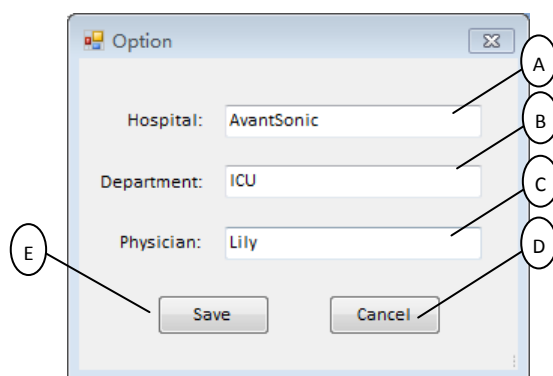 Option
A
Hospital: AvantSonic
B
Department: ICU
C
Physician: Lily
D
E
Save Cancel